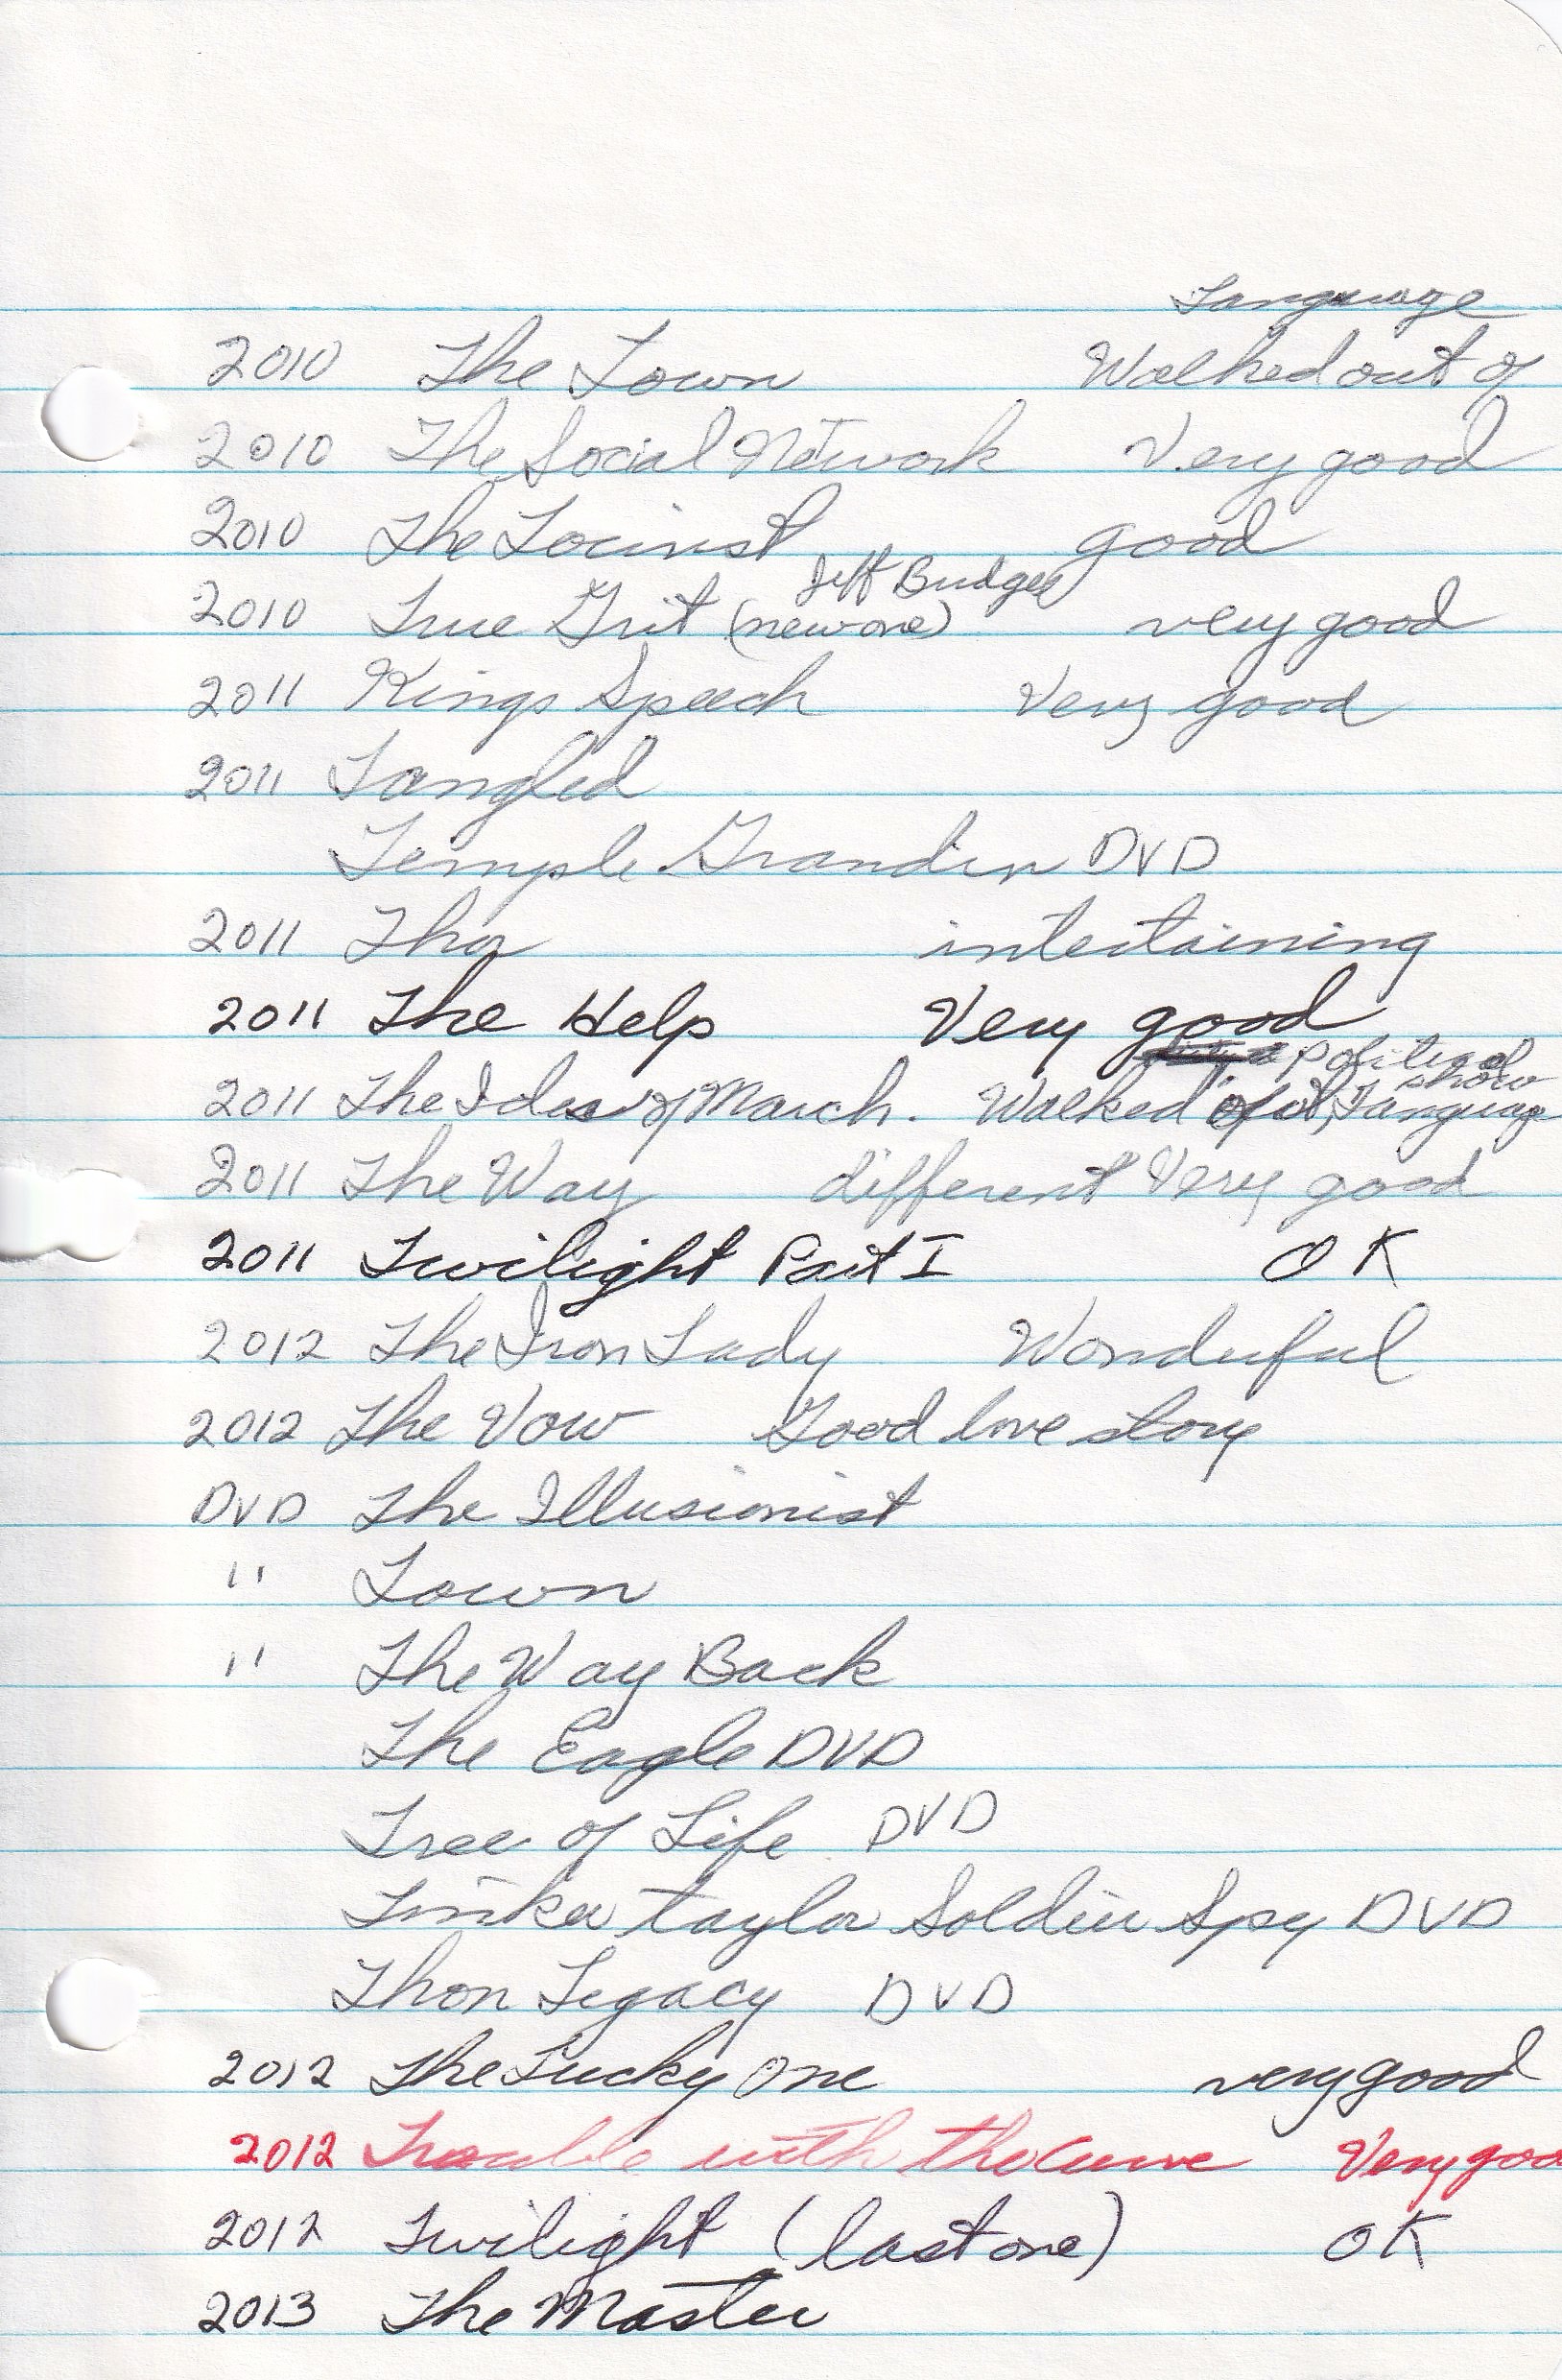 Language
2010 The Town Walked out of
2010 The Social Network Very good
2010 The Tourist good
Jeff Bridges
2010 True Grit (new one) very good
2011 Kings Speech Very good
2011 Tangled
Temple Grandin DVD
2011 Thor intertaining
2011 The Help Very good
political
show
2011 The Ides of March. Walked out, Language
2011 The Way different Very good
2011 Twilight Part I OK
2012 The Iron Lady Wonderful
2012 The Vow Good love story
DVD The Illusionist
" Town
" The Way Back
The Eagle DVD
Tree of Life DVD
Tinker taylor Soldier Spy DVD
Thon Legacy DVD
2012 The Lucky One very good
2012 Trouble with the Curve Very goo
2012 Twilight (last one) OK
2013 The Master